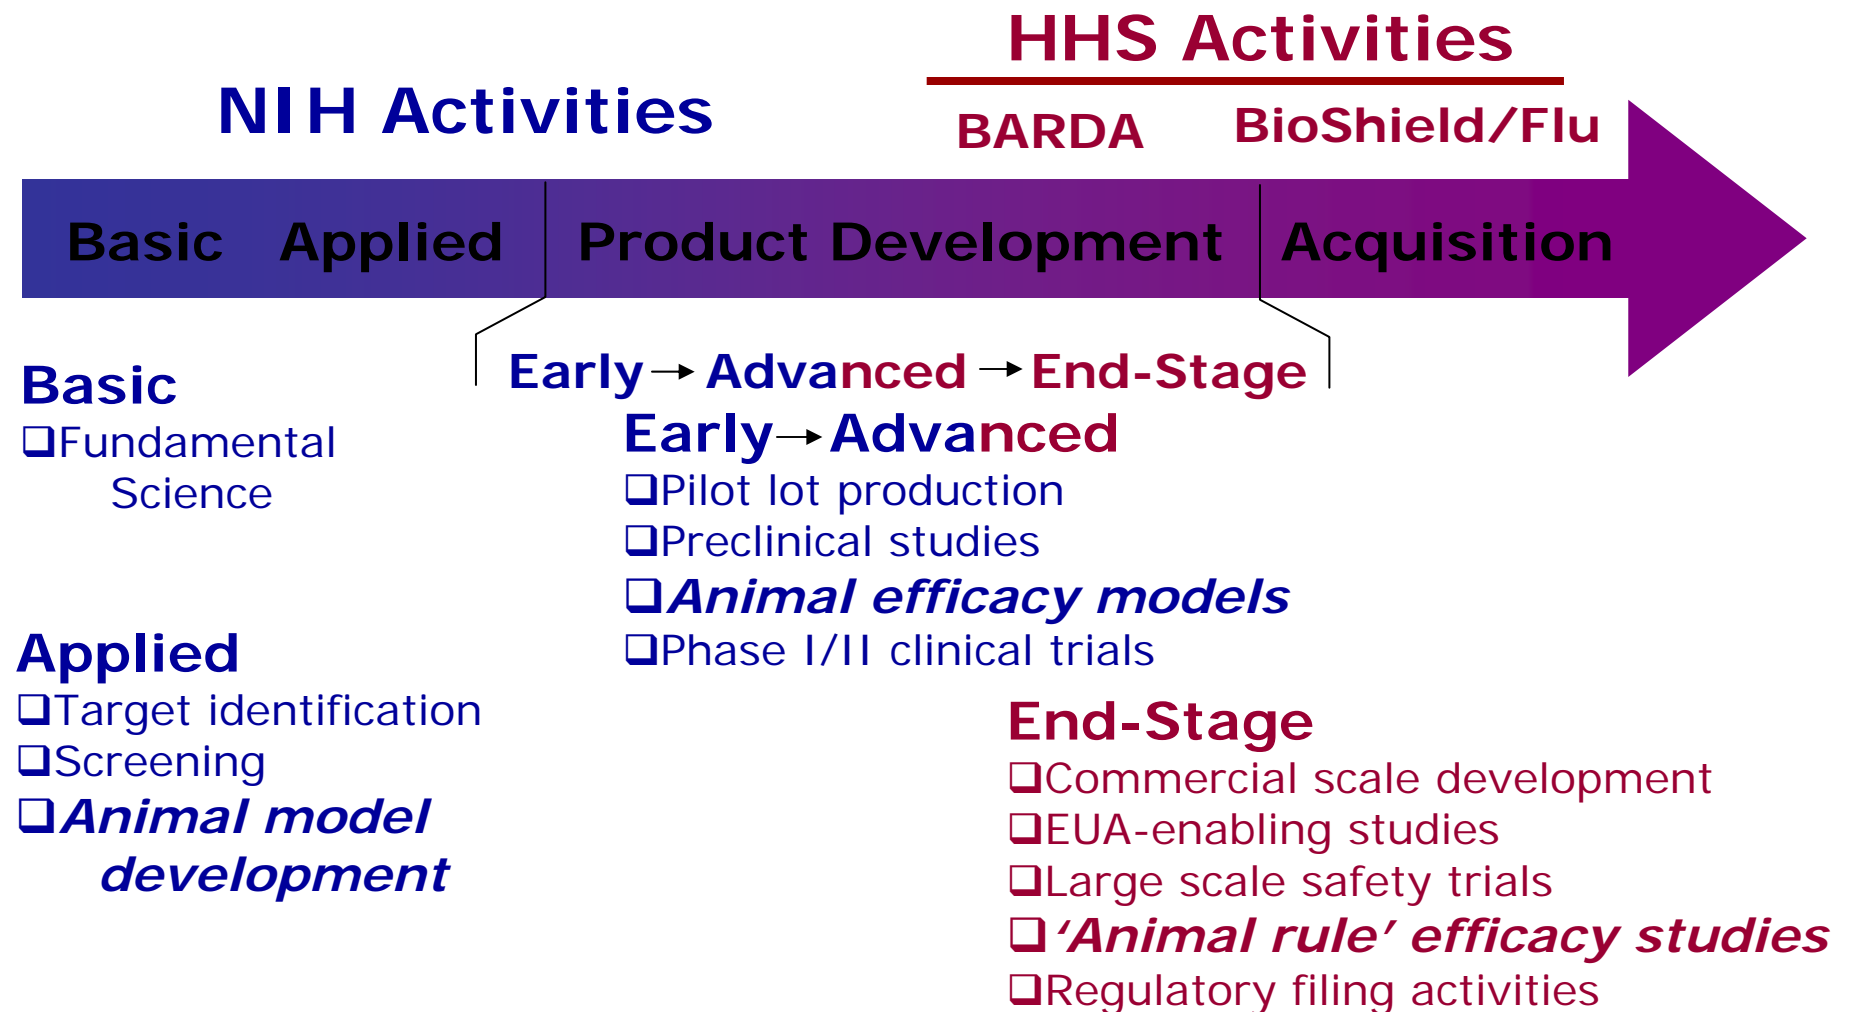 HHS Activities
NIH Activities
BARDA
BioShield/Flu
Basic Applied Product Development Acquisition
Early → Advanced → End-Stage
Basic
❑Fundamental
Science
Early→Advanced
❑Pilot lot production
❑Preclinical studies
❑Animal efficacy models
❑Phase I/II clinical trials
Applied
❑Target identification
❑Screening
❑Animal model
development
End-Stage
❑Commercial scale development
❑EUA-enabling studies
❑Large scale safety trials
❑‘Animal rule’ efficacy studies
❑Regulatory filing activities